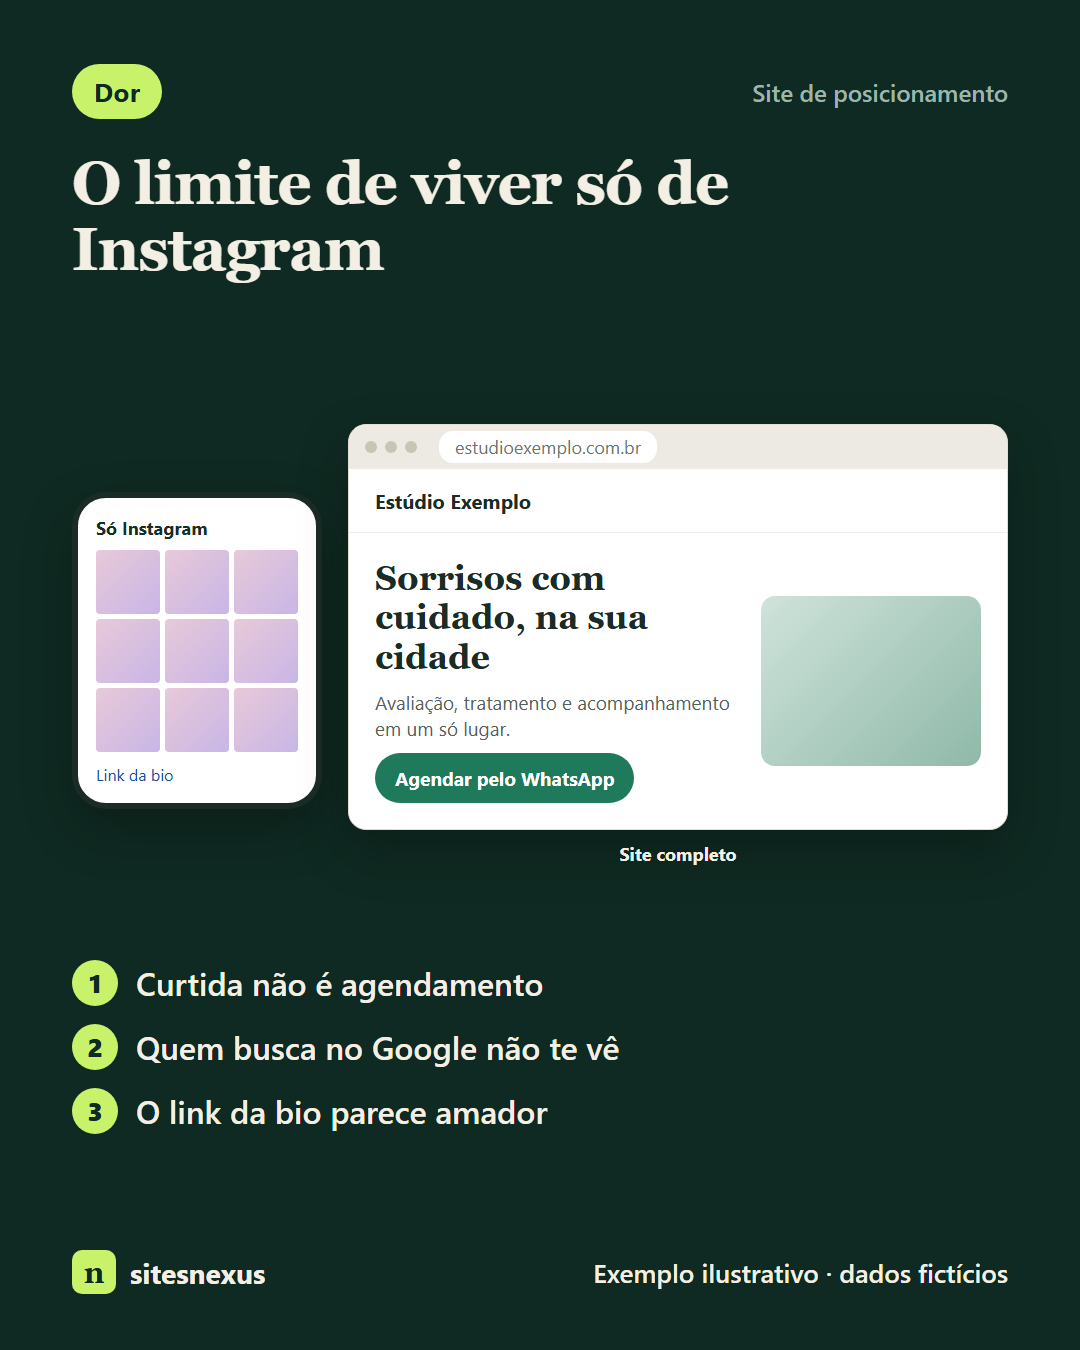 Dor
Site de posicionamento
O limite de viver só de
Instagram
Só Instagram
Link da bio
estudioexemplo.com.br
Estúdio Exemplo
Sorrisos com
cuidado, na sua
cidade
Avaliação, tratamento e acompanhamento
em um só lugar.
Agendar pelo WhatsApp
Site completo
1 Curtida não é agendamento
2 Quem busca no Google não te vê
3 O link da bio parece amador
n sitesnexus
Exemplo ilustrativo · dados fictícios